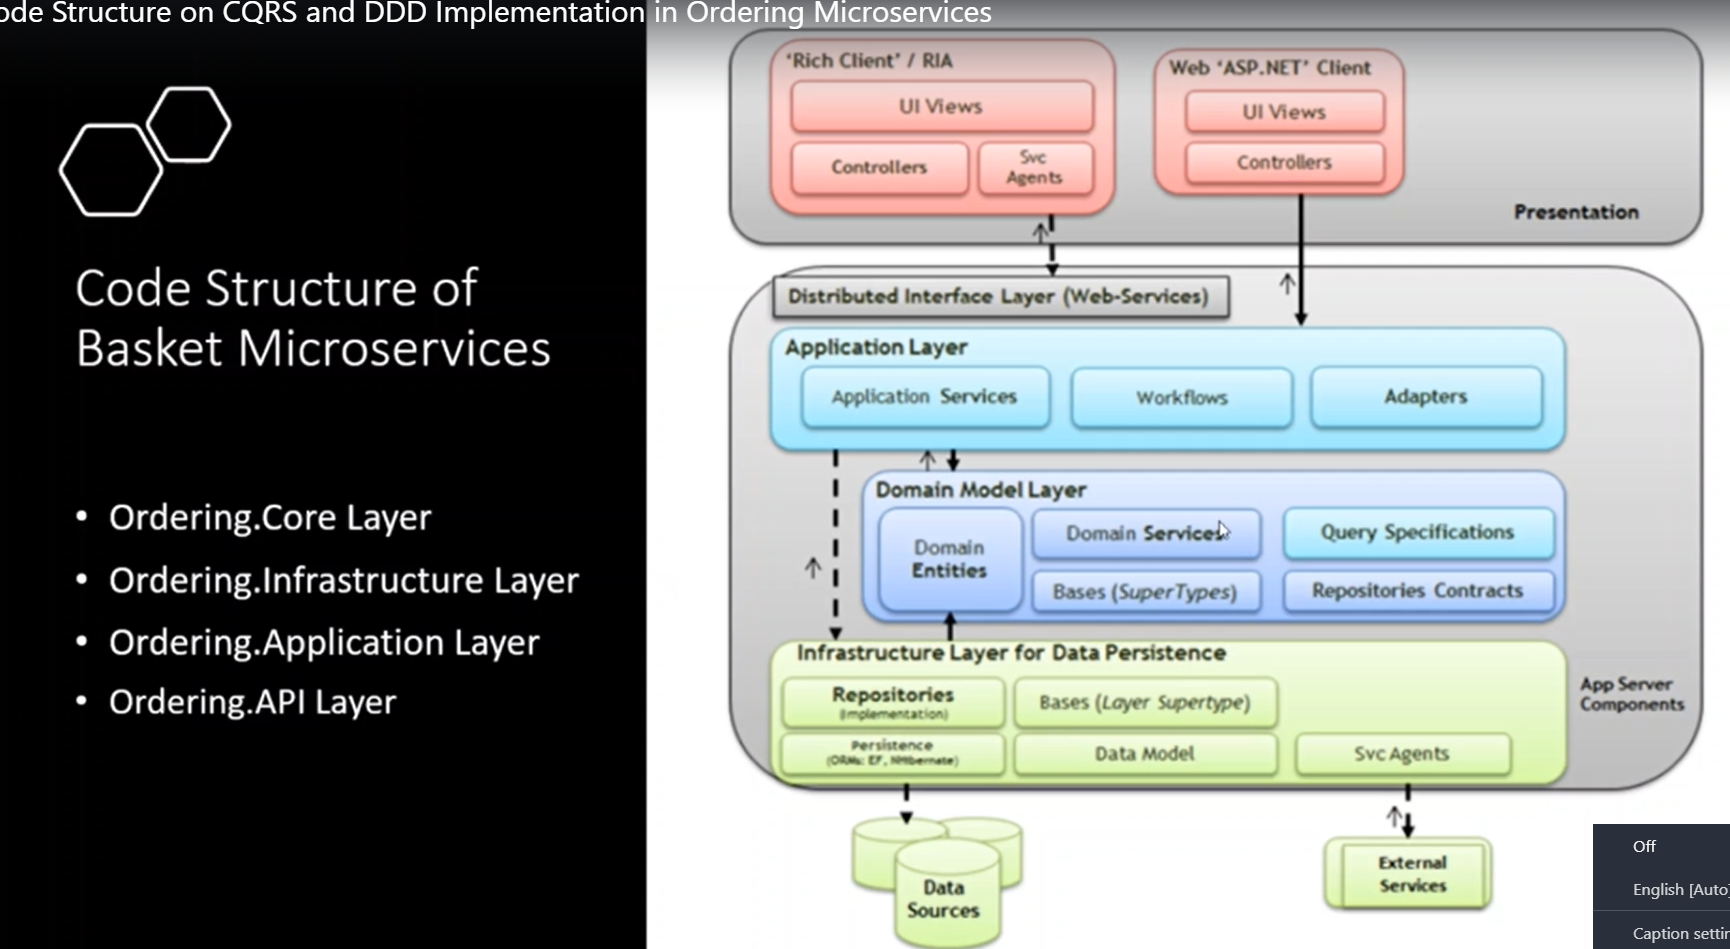 ode Structure on CQRS and DDD Implementation in Ordering Microservices
Code Structure of
Basket Microservices
• Ordering.Core Layer
• Ordering.Infrastructure Layer
• Ordering.Application Layer
• Ordering.API Layer
'Rich Client' / RIA
UI Views
Controllers
Svc
Agents
Web 'ASP.NET' Client
UI Views
Controllers
Presentation
Distributed Interface Layer (Web-Services)
Application Layer
Application Services
Workflows
Adapters
Domain Model Layer
Domain
Entities
Domain Services
Query Specifications
Bases (SuperTypes)
Repositories Contracts
Infrastructure Layer for Data Persistence
Repositories
(Implementation)
Bases (Layer Supertype)
Persistence
(ORMs: EF, NHibernate)
Data Model
Svc Agents
App Server
Components
Data
Sources
External
Services
Off
English [Auto]
Caption settin